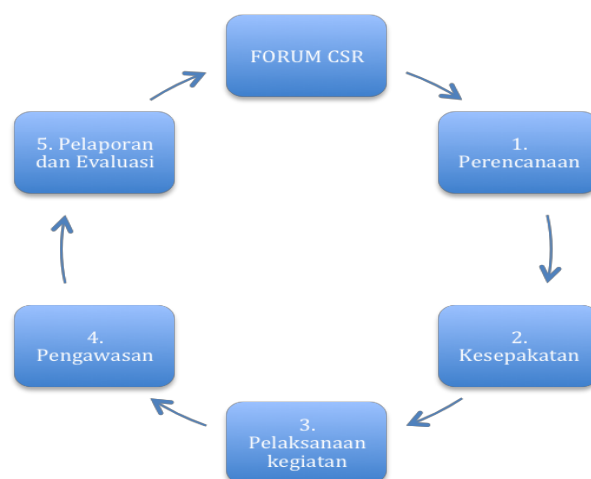 FORUM CSR
1.
Perencanaan
2.
Kesepakatan
3.
Pelaksanaan
kegiatan
4.
Pengawasan
5. Pelaporan
dan Evaluasi